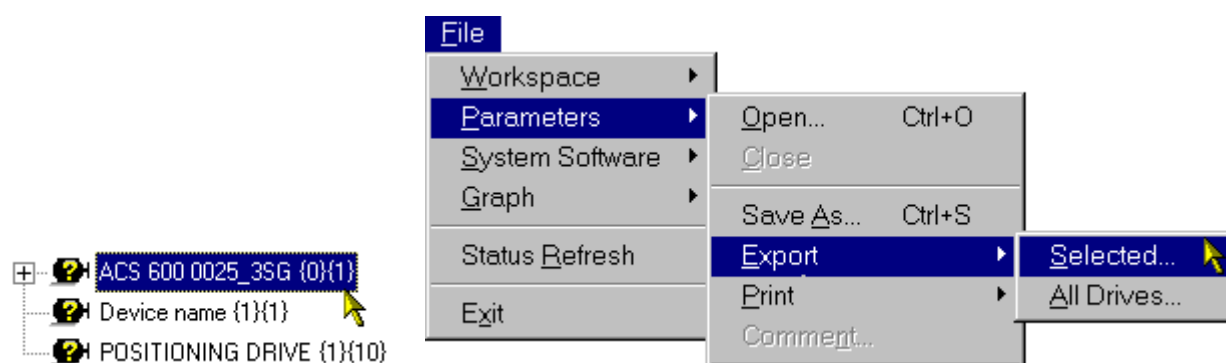 File
Workspace
Parameters
System Software
Graph
Status Refresh
Exit
Open... Ctrl+O
Close
Save As... Ctrl+S
Export
Print
Comment...
Selected...
All Drives...
ACS 600 0025_3SG {0}{1}
Device name {1}{1}
POSITIONING DRIVE {1}{10}